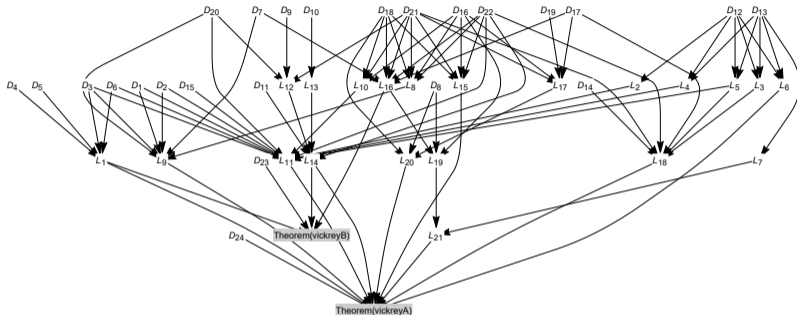 D20 D7 D9 D10 D18 D21 D16 D22 D19 D17 D12 D13
D4 D5 D3 D6 D1 D2 D15 D11 L12 L13 L10 L16 L8 D8 L15 L17 D14 L2 L4 L5 L3 L6
L1 L9 D23 L11 L14 L20 L19 L18 L7
D24 Theorem(vickreyB) L21
Theorem(vickreyA)